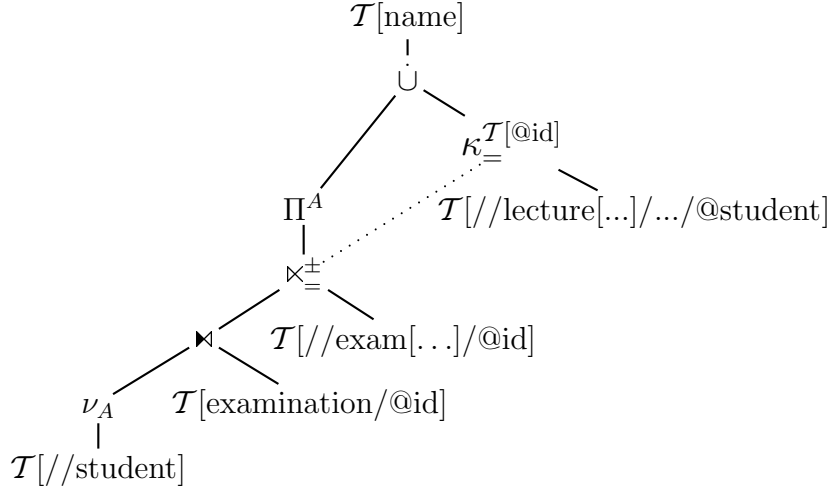 𝒯[name]
∪̇
κ₌^𝒯[@id]
Π^A 𝒯[//lecture[...]/.../@student]
⋉₌^±
⧑ 𝒯[//exam[...]/@id]
ν_A 𝒯[examination/@id]
𝒯[//student]